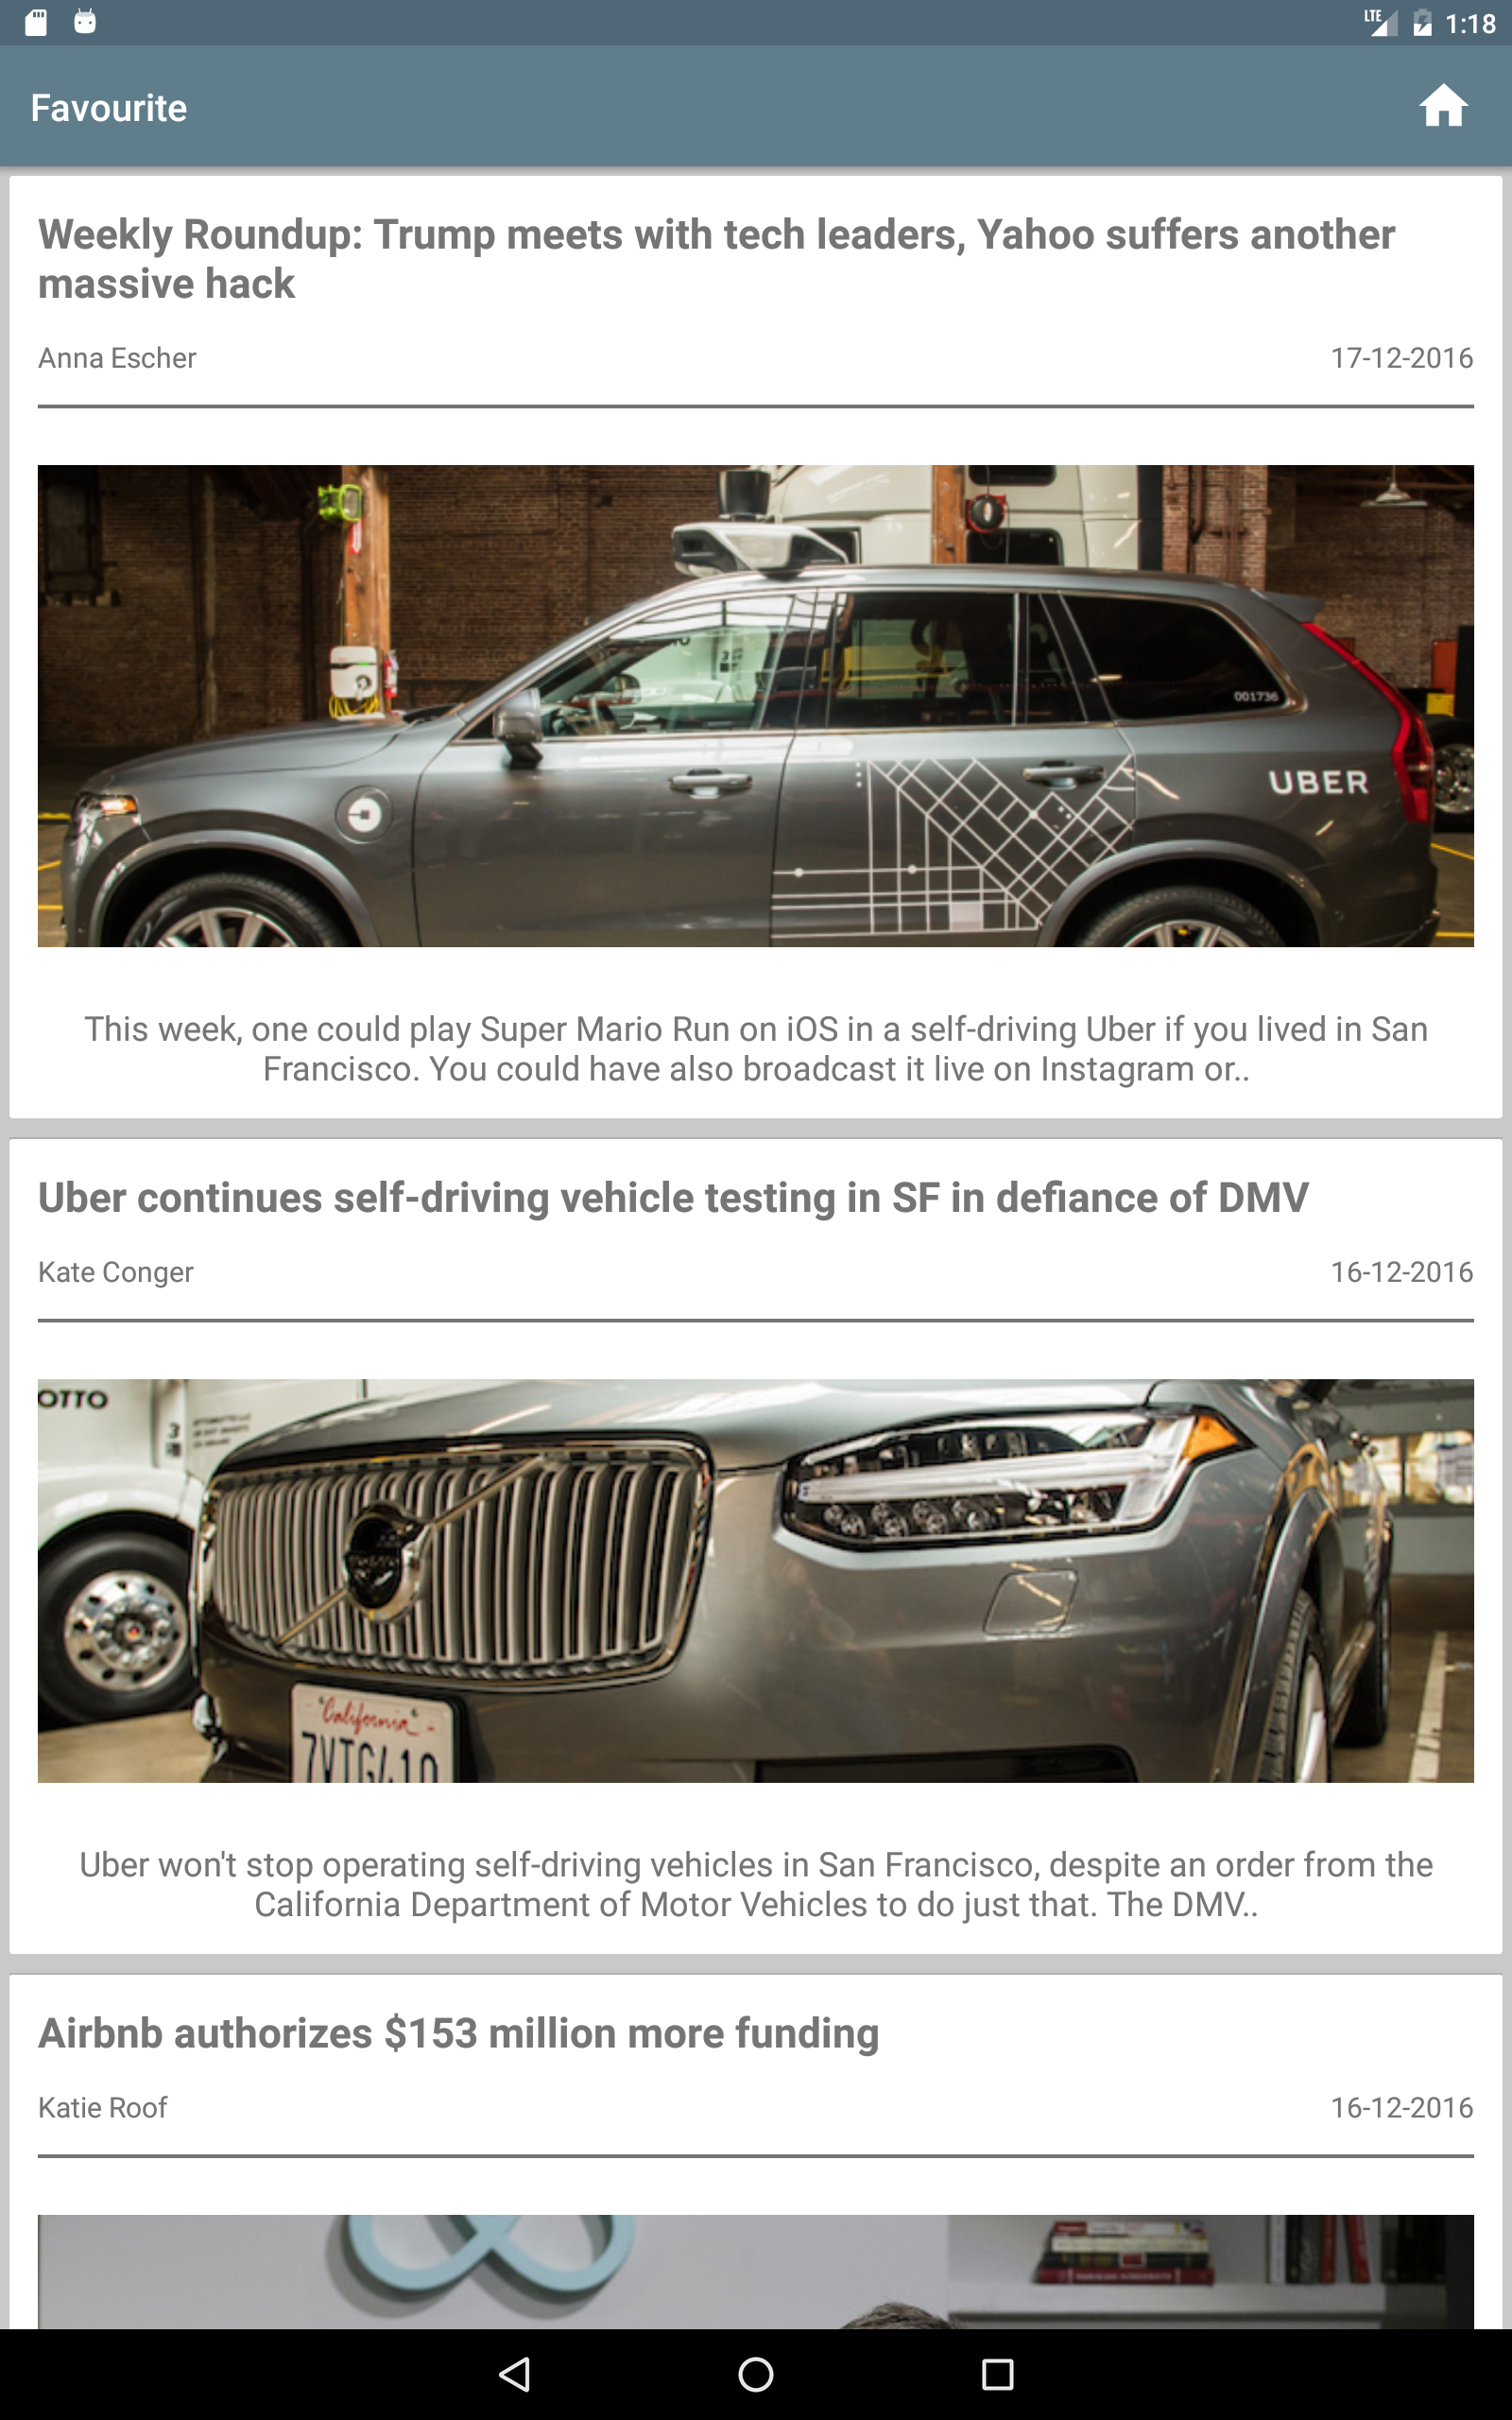 LTE 1:18
Favourite
Weekly Roundup: Trump meets with tech leaders, Yahoo suffers another
massive hack
Anna Escher 17-12-2016
001736
UBER
This week, one could play Super Mario Run on iOS in a self-driving Uber if you lived in San
Francisco. You could have also broadcast it live on Instagram or..
Uber continues self-driving vehicle testing in SF in defiance of DMV
Kate Conger 16-12-2016
OTTO
California
7VTG410
Uber won't stop operating self-driving vehicles in San Francisco, despite an order from the
California Department of Motor Vehicles to do just that. The DMV..
Airbnb authorizes $153 million more funding
Katie Roof 16-12-2016